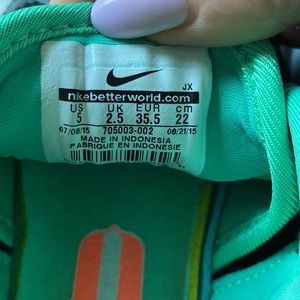 JX
nikebetterworld.com
US UK EUR cm
5 2.5 35.5 22
07/08/15 705003-002 08/21/15
MADE IN INDONESIA
FABRIQUE EN INDONESIE